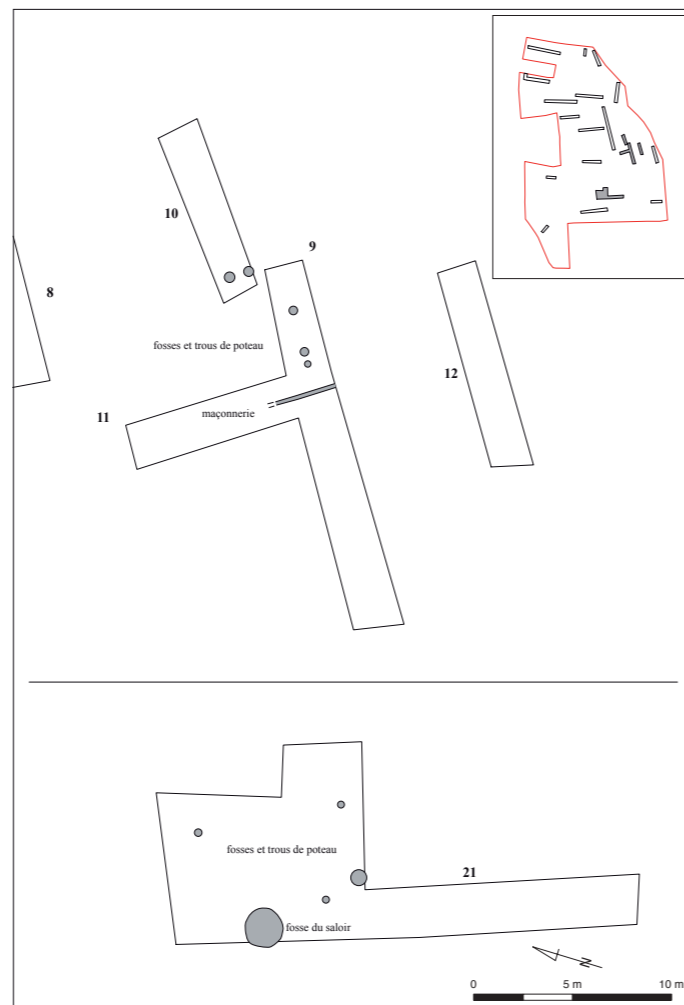 10
9
8
fosses et trous de poteau
12
11
maçonnerie
fosses et trous de poteau
21
fosse du saloir
N
0
5 m
10 m